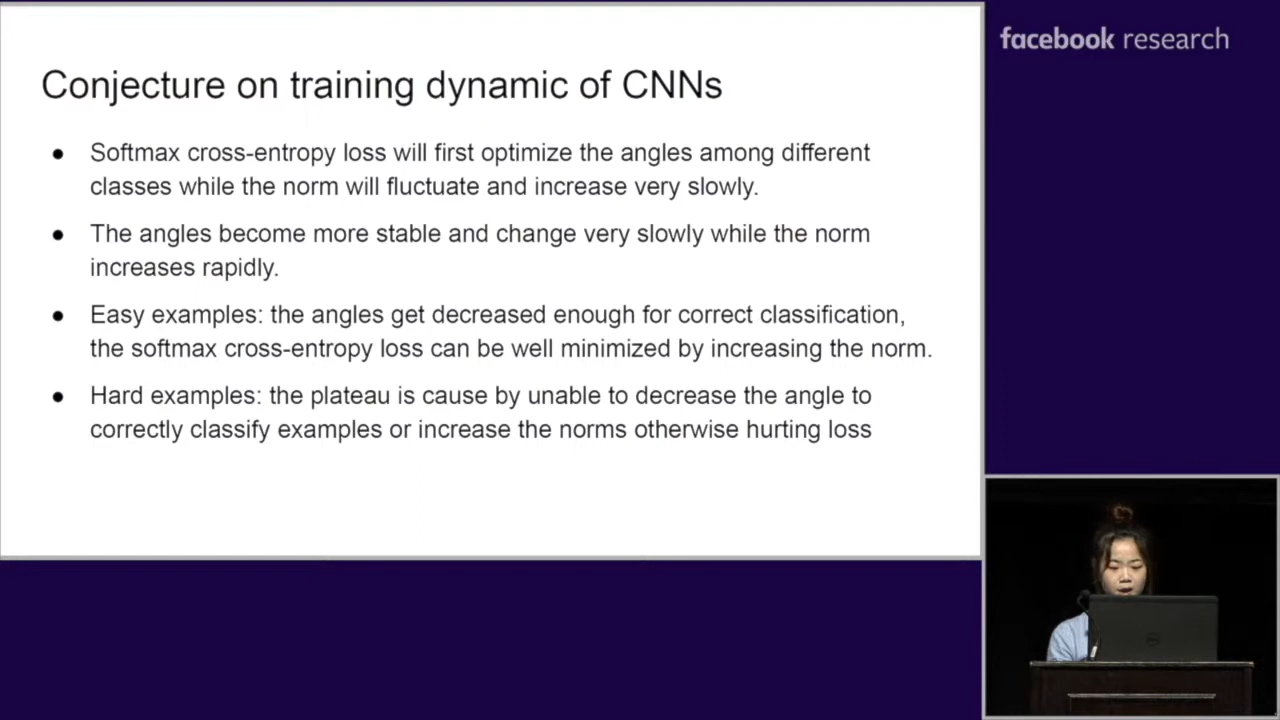 facebook research
Conjecture on training dynamic of CNNs
● Softmax cross-entropy loss will first optimize the angles among different
classes while the norm will fluctuate and increase very slowly.
● The angles become more stable and change very slowly while the norm
increases rapidly.
● Easy examples: the angles get decreased enough for correct classification,
the softmax cross-entropy loss can be well minimized by increasing the norm.
● Hard examples: the plateau is cause by unable to decrease the angle to
correctly classify examples or increase the norms otherwise hurting loss